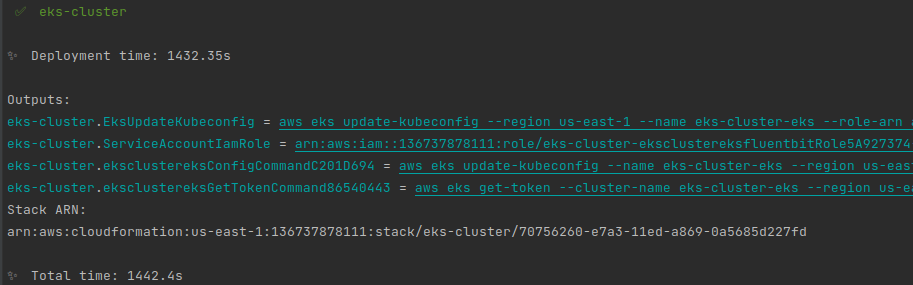 ✅ eks-cluster
✨ Deployment time: 1432.35s
Outputs:
eks-cluster.EksUpdateKubeconfig = aws eks update-kubeconfig --region us-east-1 --name eks-cluster-eks --role-arn a
eks-cluster.ServiceAccountIamRole = arn:aws:iam::136737878111:role/eks-cluster-eksclustereksfluentbitRole5A927374
eks-cluster.eksclustereksConfigCommandC201D694 = aws eks update-kubeconfig --name eks-cluster-eks --region us-eas
eks-cluster.eksclustereksGetTokenCommand86540443 = aws eks get-token --cluster-name eks-cluster-eks --region us-ea
Stack ARN:
arn:aws:cloudformation:us-east-1:136737878111:stack/eks-cluster/70756260-e7a3-11ed-a869-0a5685d227fd
✨ Total time: 1442.4s